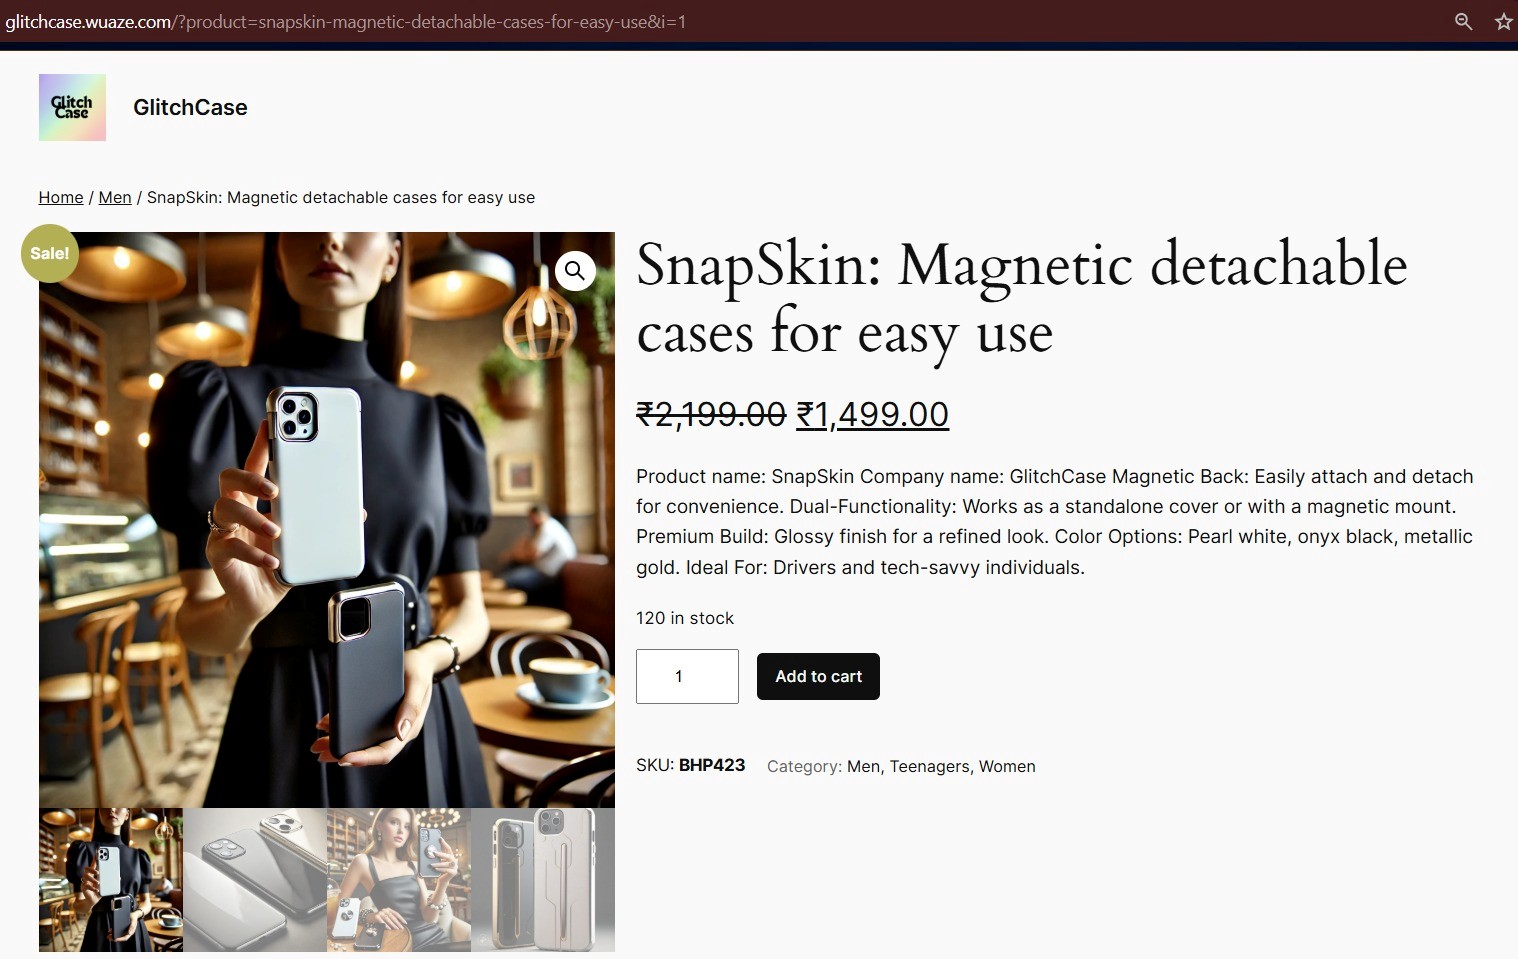 glitchcase.wuaze.com/?product=snapskin-magnetic-detachable-cases-for-easy-use&i=1
Glitch
Case
GlitchCase
Home / Men / SnapSkin: Magnetic detachable cases for easy use
Sale!
SnapSkin: Magnetic detachable
cases for easy use
₹2,199.00 ₹1,499.00
Product name: SnapSkin Company name: GlitchCase Magnetic Back: Easily attach and detach
for convenience. Dual-Functionality: Works as a standalone cover or with a magnetic mount.
Premium Build: Glossy finish for a refined look. Color Options: Pearl white, onyx black, metallic
gold. Ideal For: Drivers and tech-savvy individuals.
120 in stock
1
Add to cart
SKU: BHP423 Category: Men, Teenagers, Women